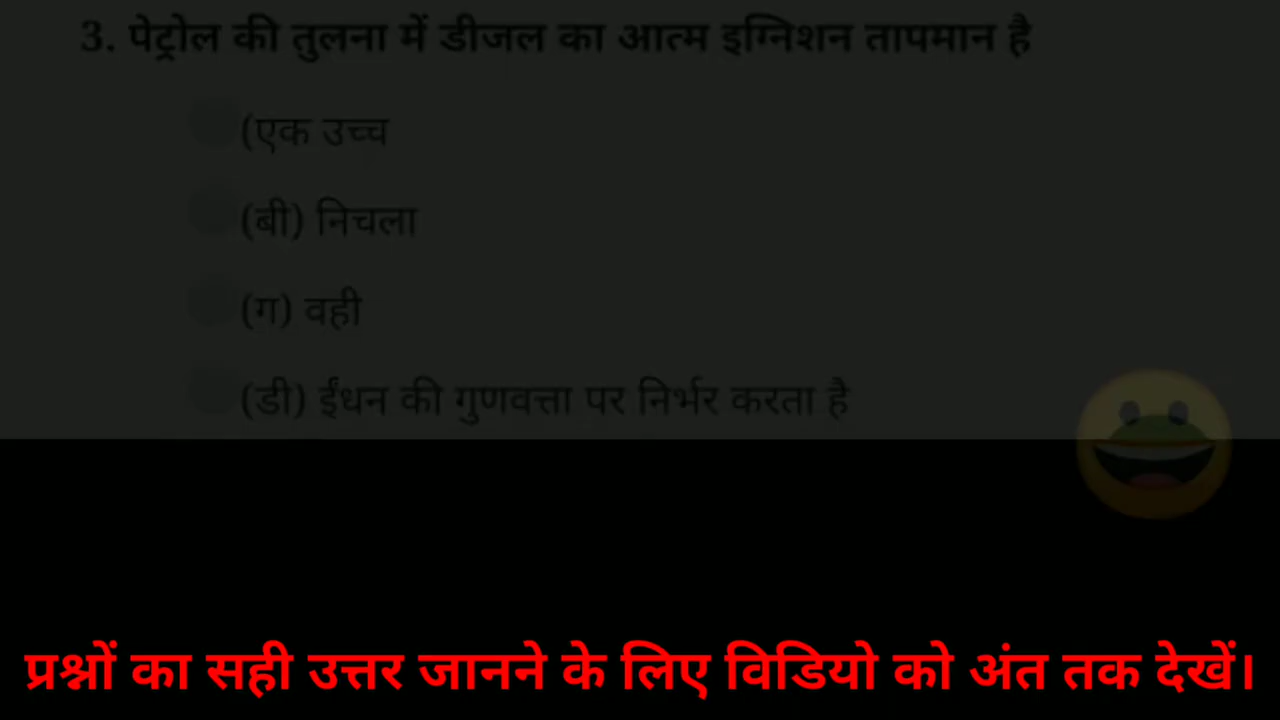 3. पेट्रोल की तुलना में डीजल का आत्म इग्निशन तापमान है
(एक उच्च
(बी) निचला
(ग) वही
(डी) ईंधन की गुणवत्ता पर निर्भर करता है
प्रश्नों का सही उत्तर जानने के लिए विडियो को अंत तक देखें।